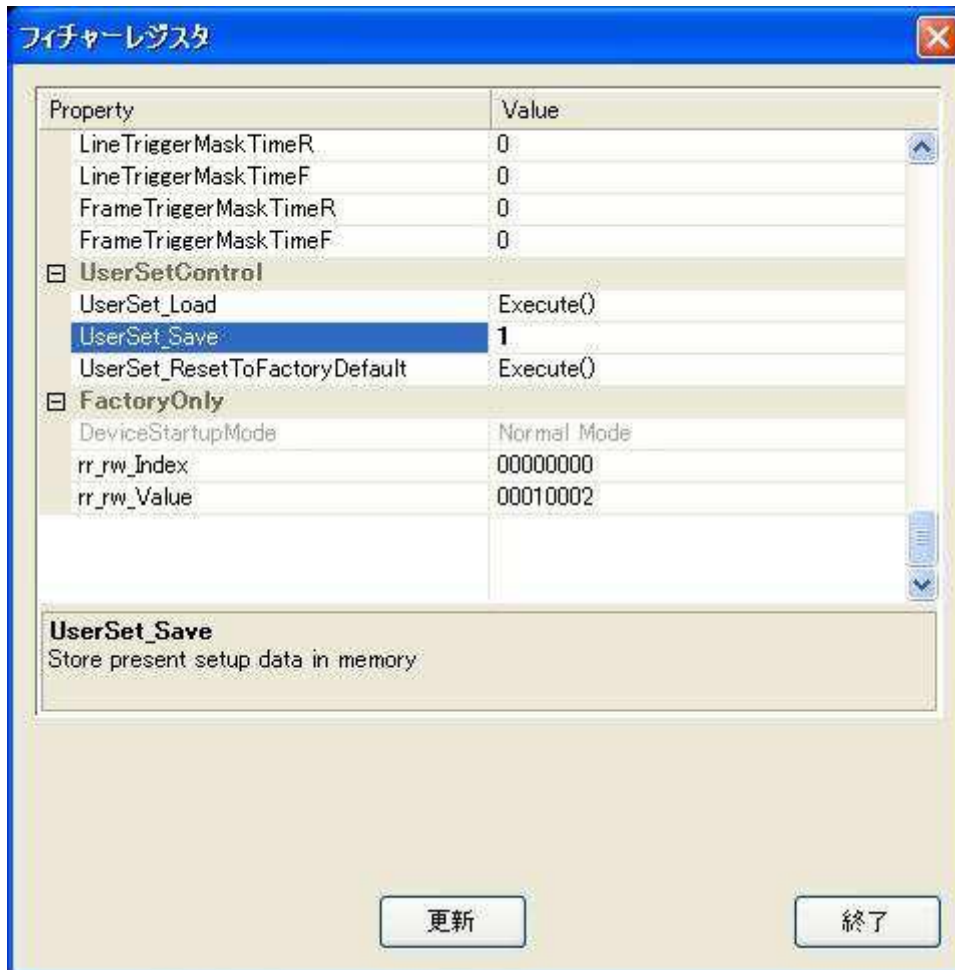 フィチャーレジスタ
Property Value
LineTriggerMaskTimeR 0
LineTriggerMaskTimeF 0
FrameTriggerMaskTimeR 0
FrameTriggerMaskTimeF 0
UserSetControl
UserSet_Load Execute()
UserSet_Save 1
UserSet_ResetToFactoryDefault Execute()
FactoryOnly
DeviceStartupMode Normal Mode
rr_rw_Index 00000000
rr_rw_Value 00010002
UserSet_Save
Store present setup data in memory
更新 終了